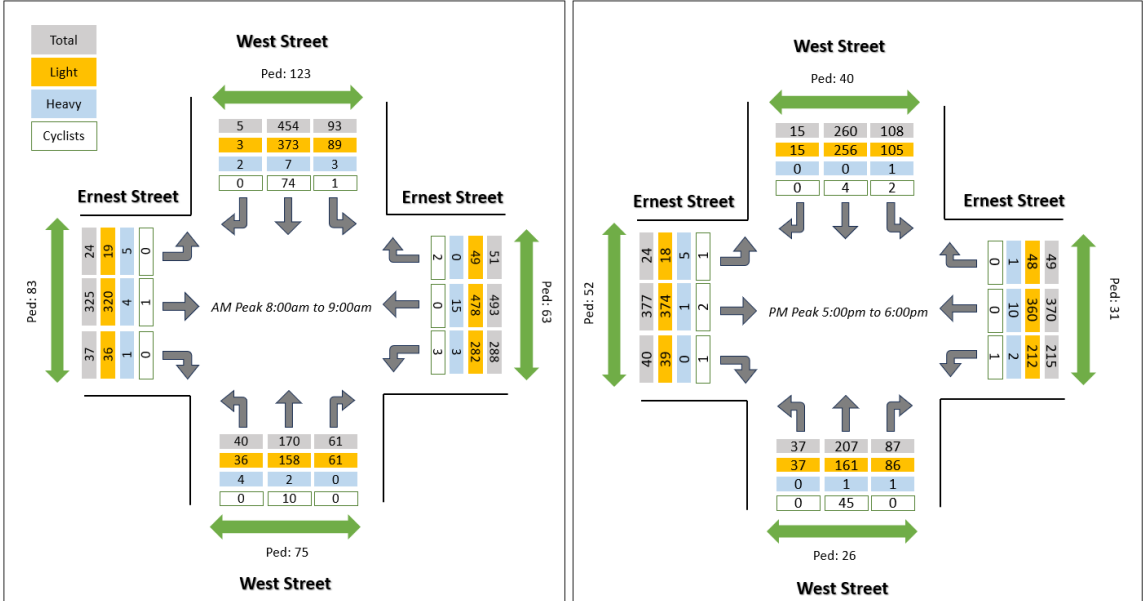 Total
Light
Heavy
Cyclists
West Street
Ped: 123
5 454 93
3 373 89
2 7 3
0 74 1
Ernest Street
Ernest Street
Ped: 83
24 19 5 0
325 320 4 1
37 36 1 0
AM Peak 8:00am to 9:00am
2 0 49 51
0 15 478 493
3 3 282 288
Ped: 63
40 170 61
36 158 61
4 2 0
0 10 0
Ped: 75
West Street
West Street
Ped: 40
15 260 108
15 256 105
0 0 1
0 4 2
Ernest Street
Ernest Street
Ped: 52
24 18 5 1
377 374 1 2
40 39 0 1
PM Peak 5:00pm to 6:00pm
0 1 48 49
0 10 360 370
1 2 212 215
Ped: 31
37 207 87
37 161 86
0 1 1
0 45 0
Ped: 26
West Street